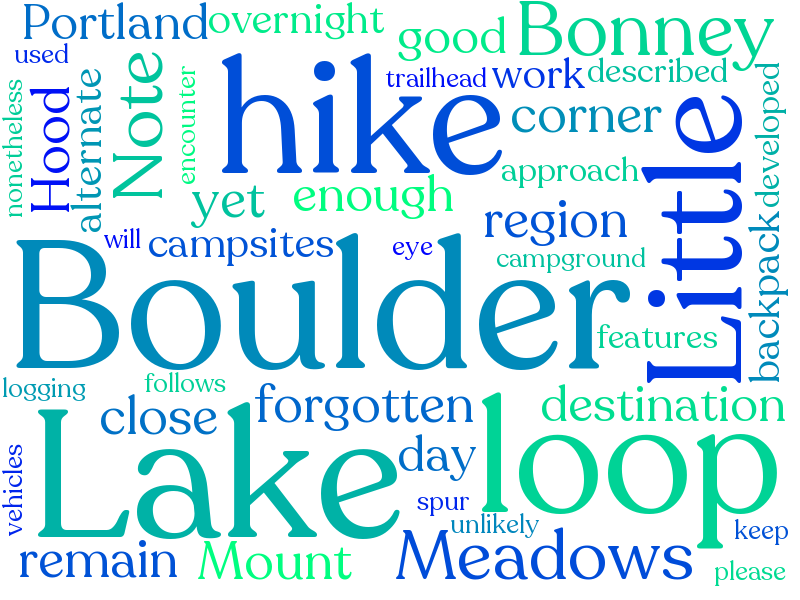 Portland
overnight
good
Bonney
used
hike
trailhead
work
described
nonetheless
Hood
alternate
Note
encounter
corner
Little
developed
approach
yet
enough
region
will
campsites
eye
campground
backpack
Boulder
features
logging
follows
close
forgotten
destination
Lake
loop
day
vehicles
spur
unlikely
keep
remain
Mount
Meadows
please